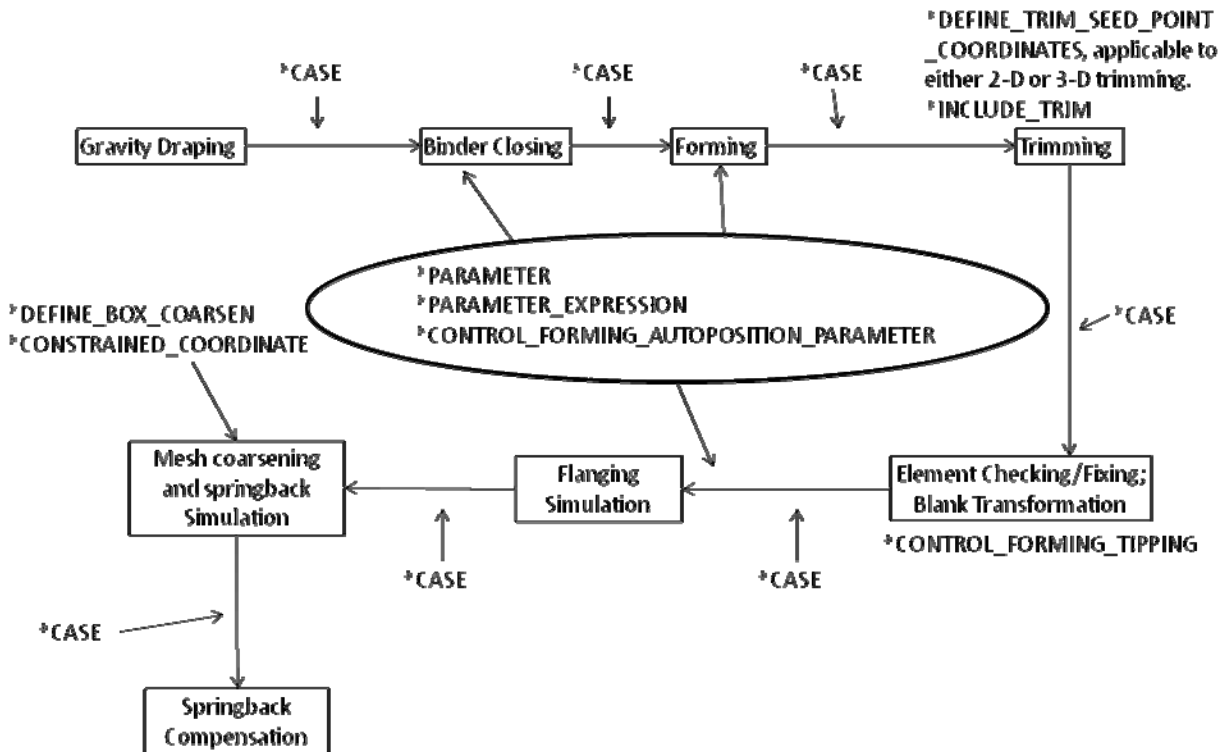 *DEFINE_TRIM_SEED_POINT
_COORDINATES, applicable to
either 2-D or 3-D trimming.
*INCLUDE_TRIM
*CASE
*CASE
*CASE
Gravity Draping
Binder Closing
Forming
Trimming
*PARAMETER
*PARAMETER_EXPRESSION
*CONTROL_FORMING_AUTOPOSITION_PARAMETER
*DEFINE_BOX_COARSEN
*CONSTRAINED_COORDINATE
*CASE
Mesh coarsening
and springback
Simulation
Flanging
Simulation
Element Checking/Fixing;
Blank Transformation
*CONTROL_FORMING_TIPPING
*CASE
*CASE
*CASE
Springback
Compensation